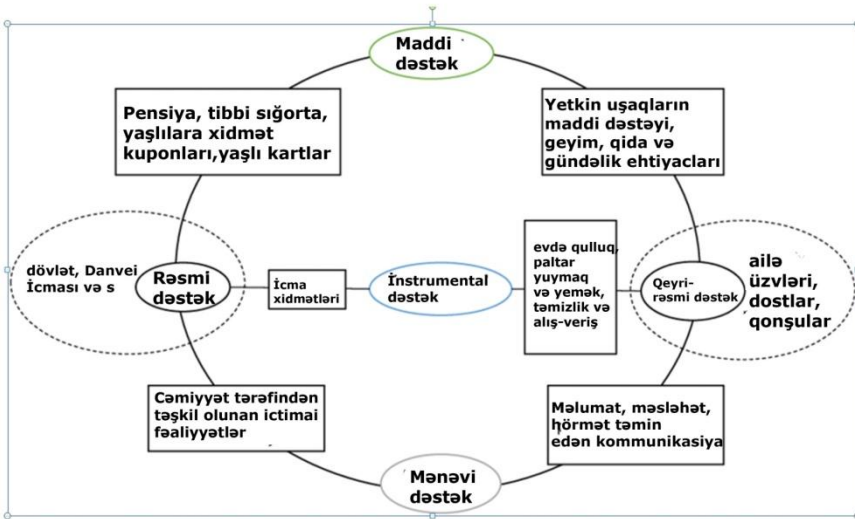 Maddi
dəstək
Pensiya, tibbi sığorta,
yaşlılara xidmət
kuponları,yaşlı kartlar
Yetkin uşaqların
maddi dəstəyi,
geyim, qida və
gündəlik ehtiyacları
dövlət, Danvei
İcması və s
Rəsmi
dəstək
İcma
xidmətləri
İnstrumental
dəstək
evdə qulluq,
paltar
yuymaq
və yemək,
təmizlik və
alış-veriş
Qeyri-
rəsmi dəstək
ailə
üzvləri,
dostlar,
qonşular
Cəmiyyət tərəfindən
təşkil olunan ictimai
fəaliyyətlər
Məlumat, məsləhət,
hörmət təmin
edən kommunikasiya
Mənəvi
dəstək